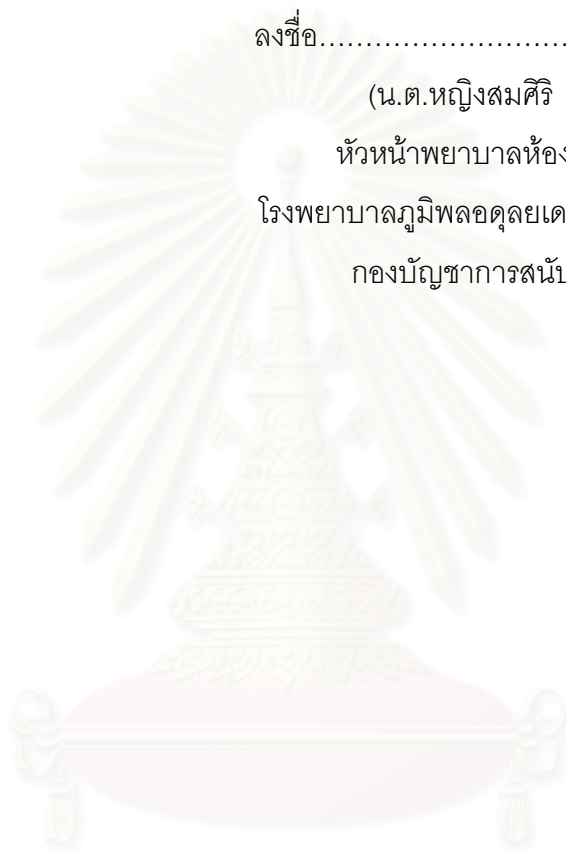 ลงชื่อ..............................
(น.ต.หญิงสมศิริ
หัวหน้าพยาบาลห้อง
โรงพยาบาลภูมิพลอดุลยเด
กองบัญชาการสนับ